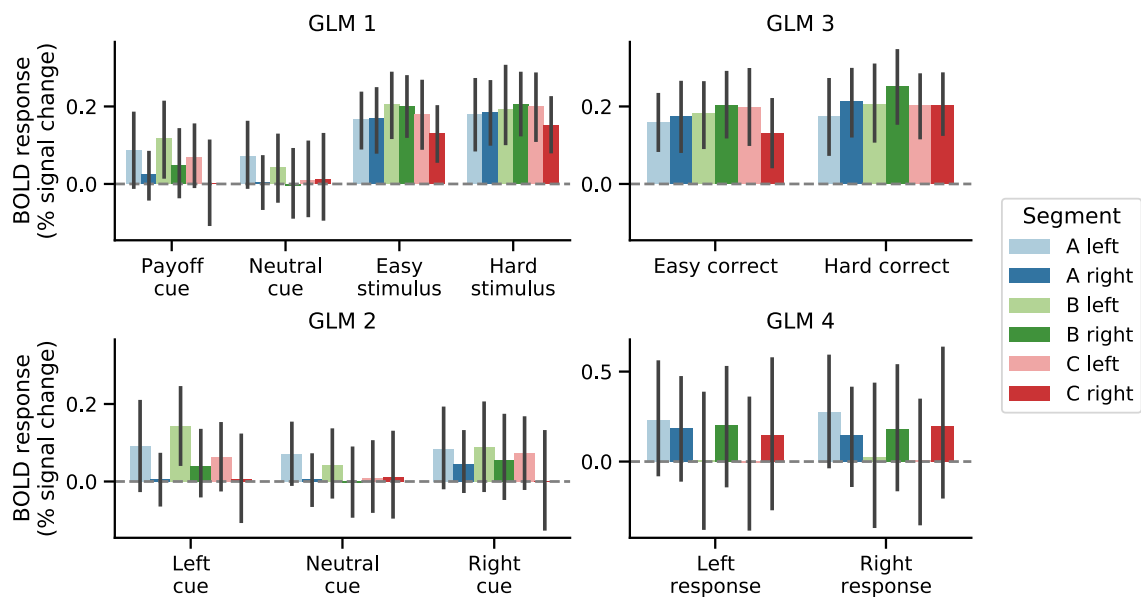 GLM 1
BOLD response
(% signal change)
0.2
0.0
Payoff
cue
Neutral
cue
Easy
stimulus
Hard
stimulus
GLM 3
0.2
0.0
Easy correct
Hard correct
Segment
A left
A right
B left
B right
C left
C right
GLM 2
BOLD response
(% signal change)
0.2
0.0
Left
cue
Neutral
cue
Right
cue
GLM 4
0.5
0.0
Left
response
Right
response